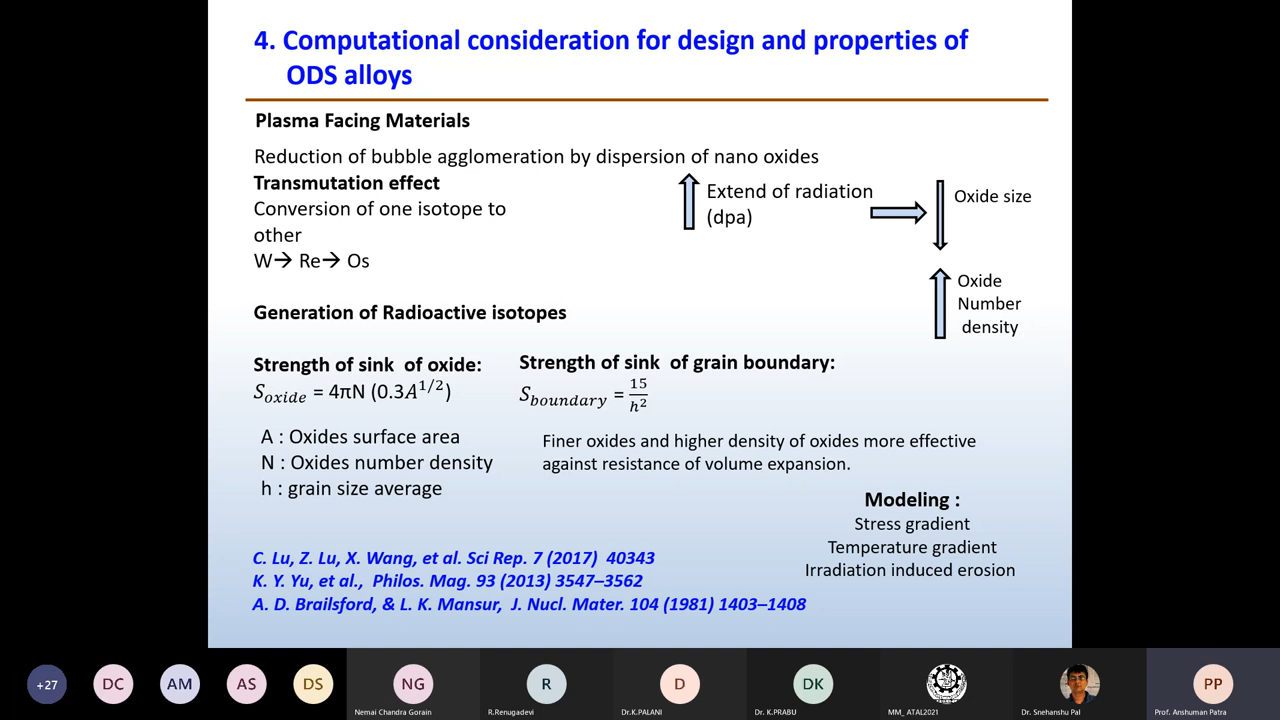 4. Computational consideration for design and properties of
ODS alloys
Plasma Facing Materials
Reduction of bubble agglomeration by dispersion of nano oxides
Transmutation effect
Conversion of one isotope to
other
W→ Re→ Os
Extend of radiation
(dpa)
Oxide size
Oxide
Number
density
Generation of Radioactive isotopes
Strength of sink of oxide:
S_oxide = 4πN (0.3A^1/2)
A : Oxides surface area
N : Oxides number density
h : grain size average
Strength of sink of grain boundary:
S_boundary = 15/h^2
Finer oxides and higher density of oxides more effective
against resistance of volume expansion.
Modeling :
Stress gradient
Temperature gradient
Irradiation induced erosion
C. Lu, Z. Lu, X. Wang, et al. Sci Rep. 7 (2017) 40343
K. Y. Yu, et al., Philos. Mag. 93 (2013) 3547–3562
A. D. Brailsford, & L. K. Mansur, J. Nucl. Mater. 104 (1981) 1403–1408
+27
DC
AM
AS
DS
NG
Nemai Chandra Gorain
R
R.Renugadevi
D
Dr.K.PALANI
DK
Dr. K.PRABU
MM_ATAL2021
Dr. Snehanshu Pal
PP
Prof. Anshuman Patra